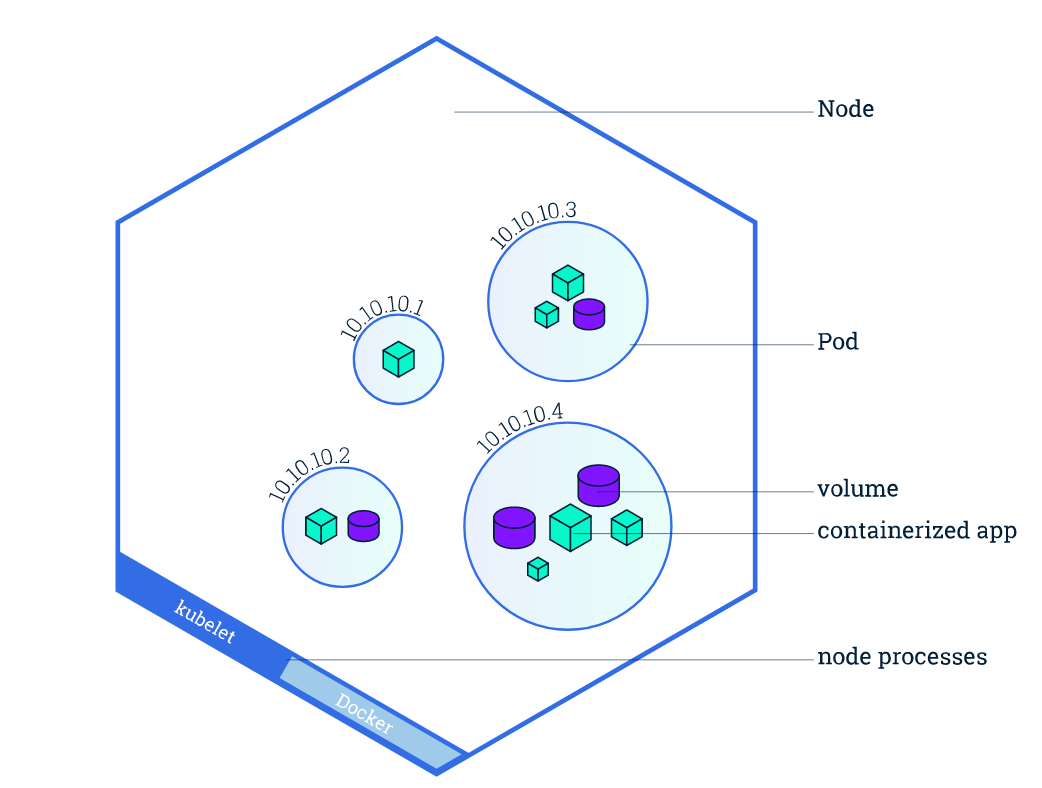 Node
10.10.10.3
10.10.10.1
Pod
10.10.10.4
10.10.10.2
volume
containerized app
kubelet
node processes
Docker